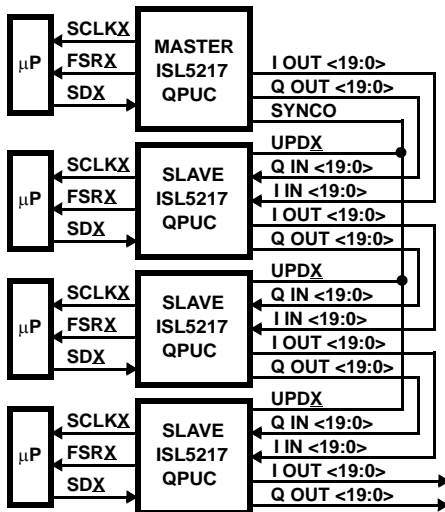 SCLKX
μP
FSRX
SDX
MASTER
ISL5217
QPUC
I OUT <19:0>
Q OUT <19:0>
SYNCO
UPDX
SCLKX
μP
FSRX
SDX
SLAVE
ISL5217
QPUC
Q IN <19:0>
I IN <19:0>
I OUT <19:0>
Q OUT <19:0>
UPDX
SCLKX
μP
FSRX
SDX
SLAVE
ISL5217
QPUC
Q IN <19:0>
I IN <19:0>
I OUT <19:0>
Q OUT <19:0>
UPDX
SCLKX
μP
FSRX
SDX
SLAVE
ISL5217
QPUC
Q IN <19:0>
I IN <19:0>
I OUT <19:0>
Q OUT <19:0>